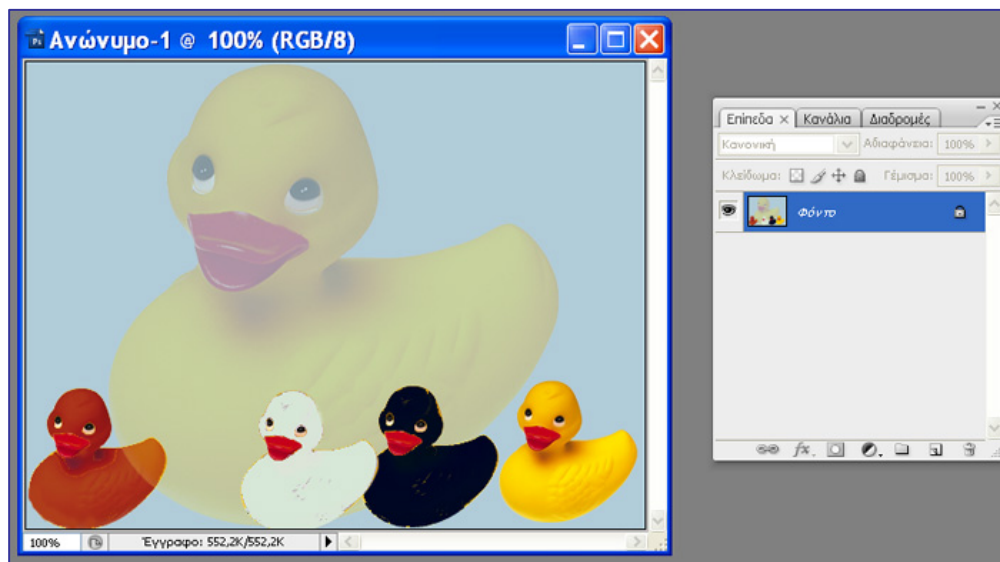 Ps Ανώνυμο-1 @ 100% (RGB/8)
Επίπεδα × Κανάλια Διαδρομές
Κανονική Αδιαφάνεια: 100%
Κλείδωμα: Γέμισμα: 100%
Φόντο
fx.
100% Έγγραφο: 552,2K/552,2K